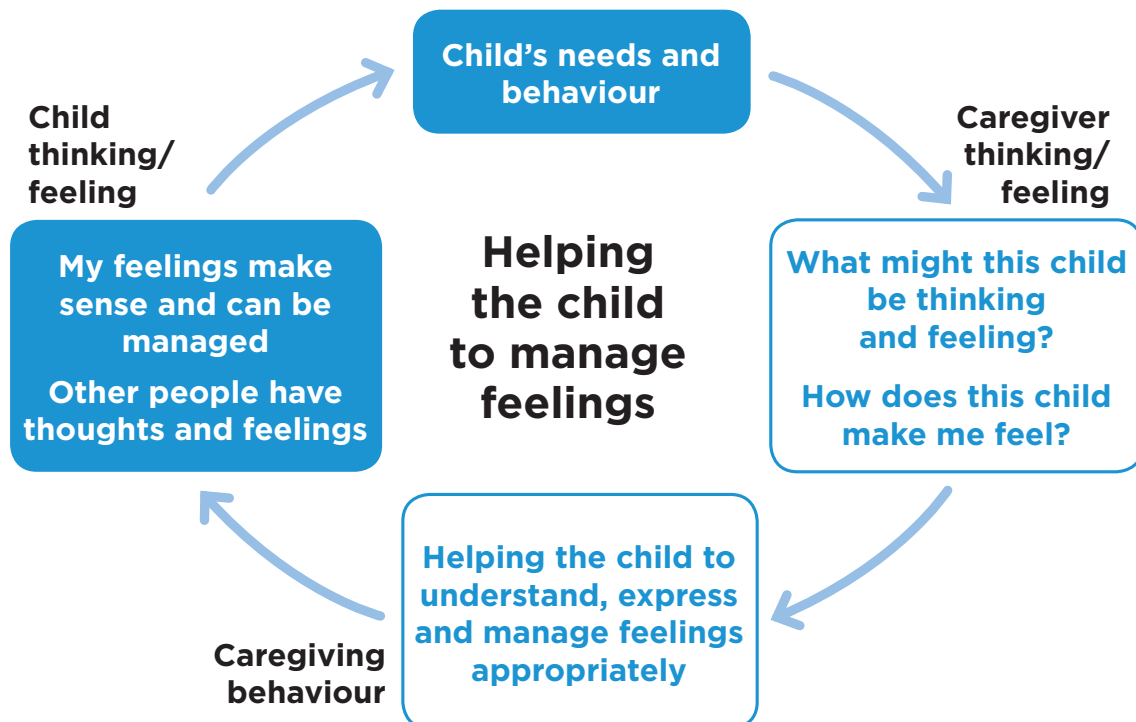 Child’s needs and
behaviour
Caregiver
thinking/
feeling
What might this child
be thinking
and feeling?
How does this child
make me feel?
Helping the child to
understand, express
and manage feelings
appropriately
Caregiving
behaviour
Child
thinking/
feeling
My feelings make
sense and can be
managed
Other people have
thoughts and feelings
Helping
the child
to manage
feelings